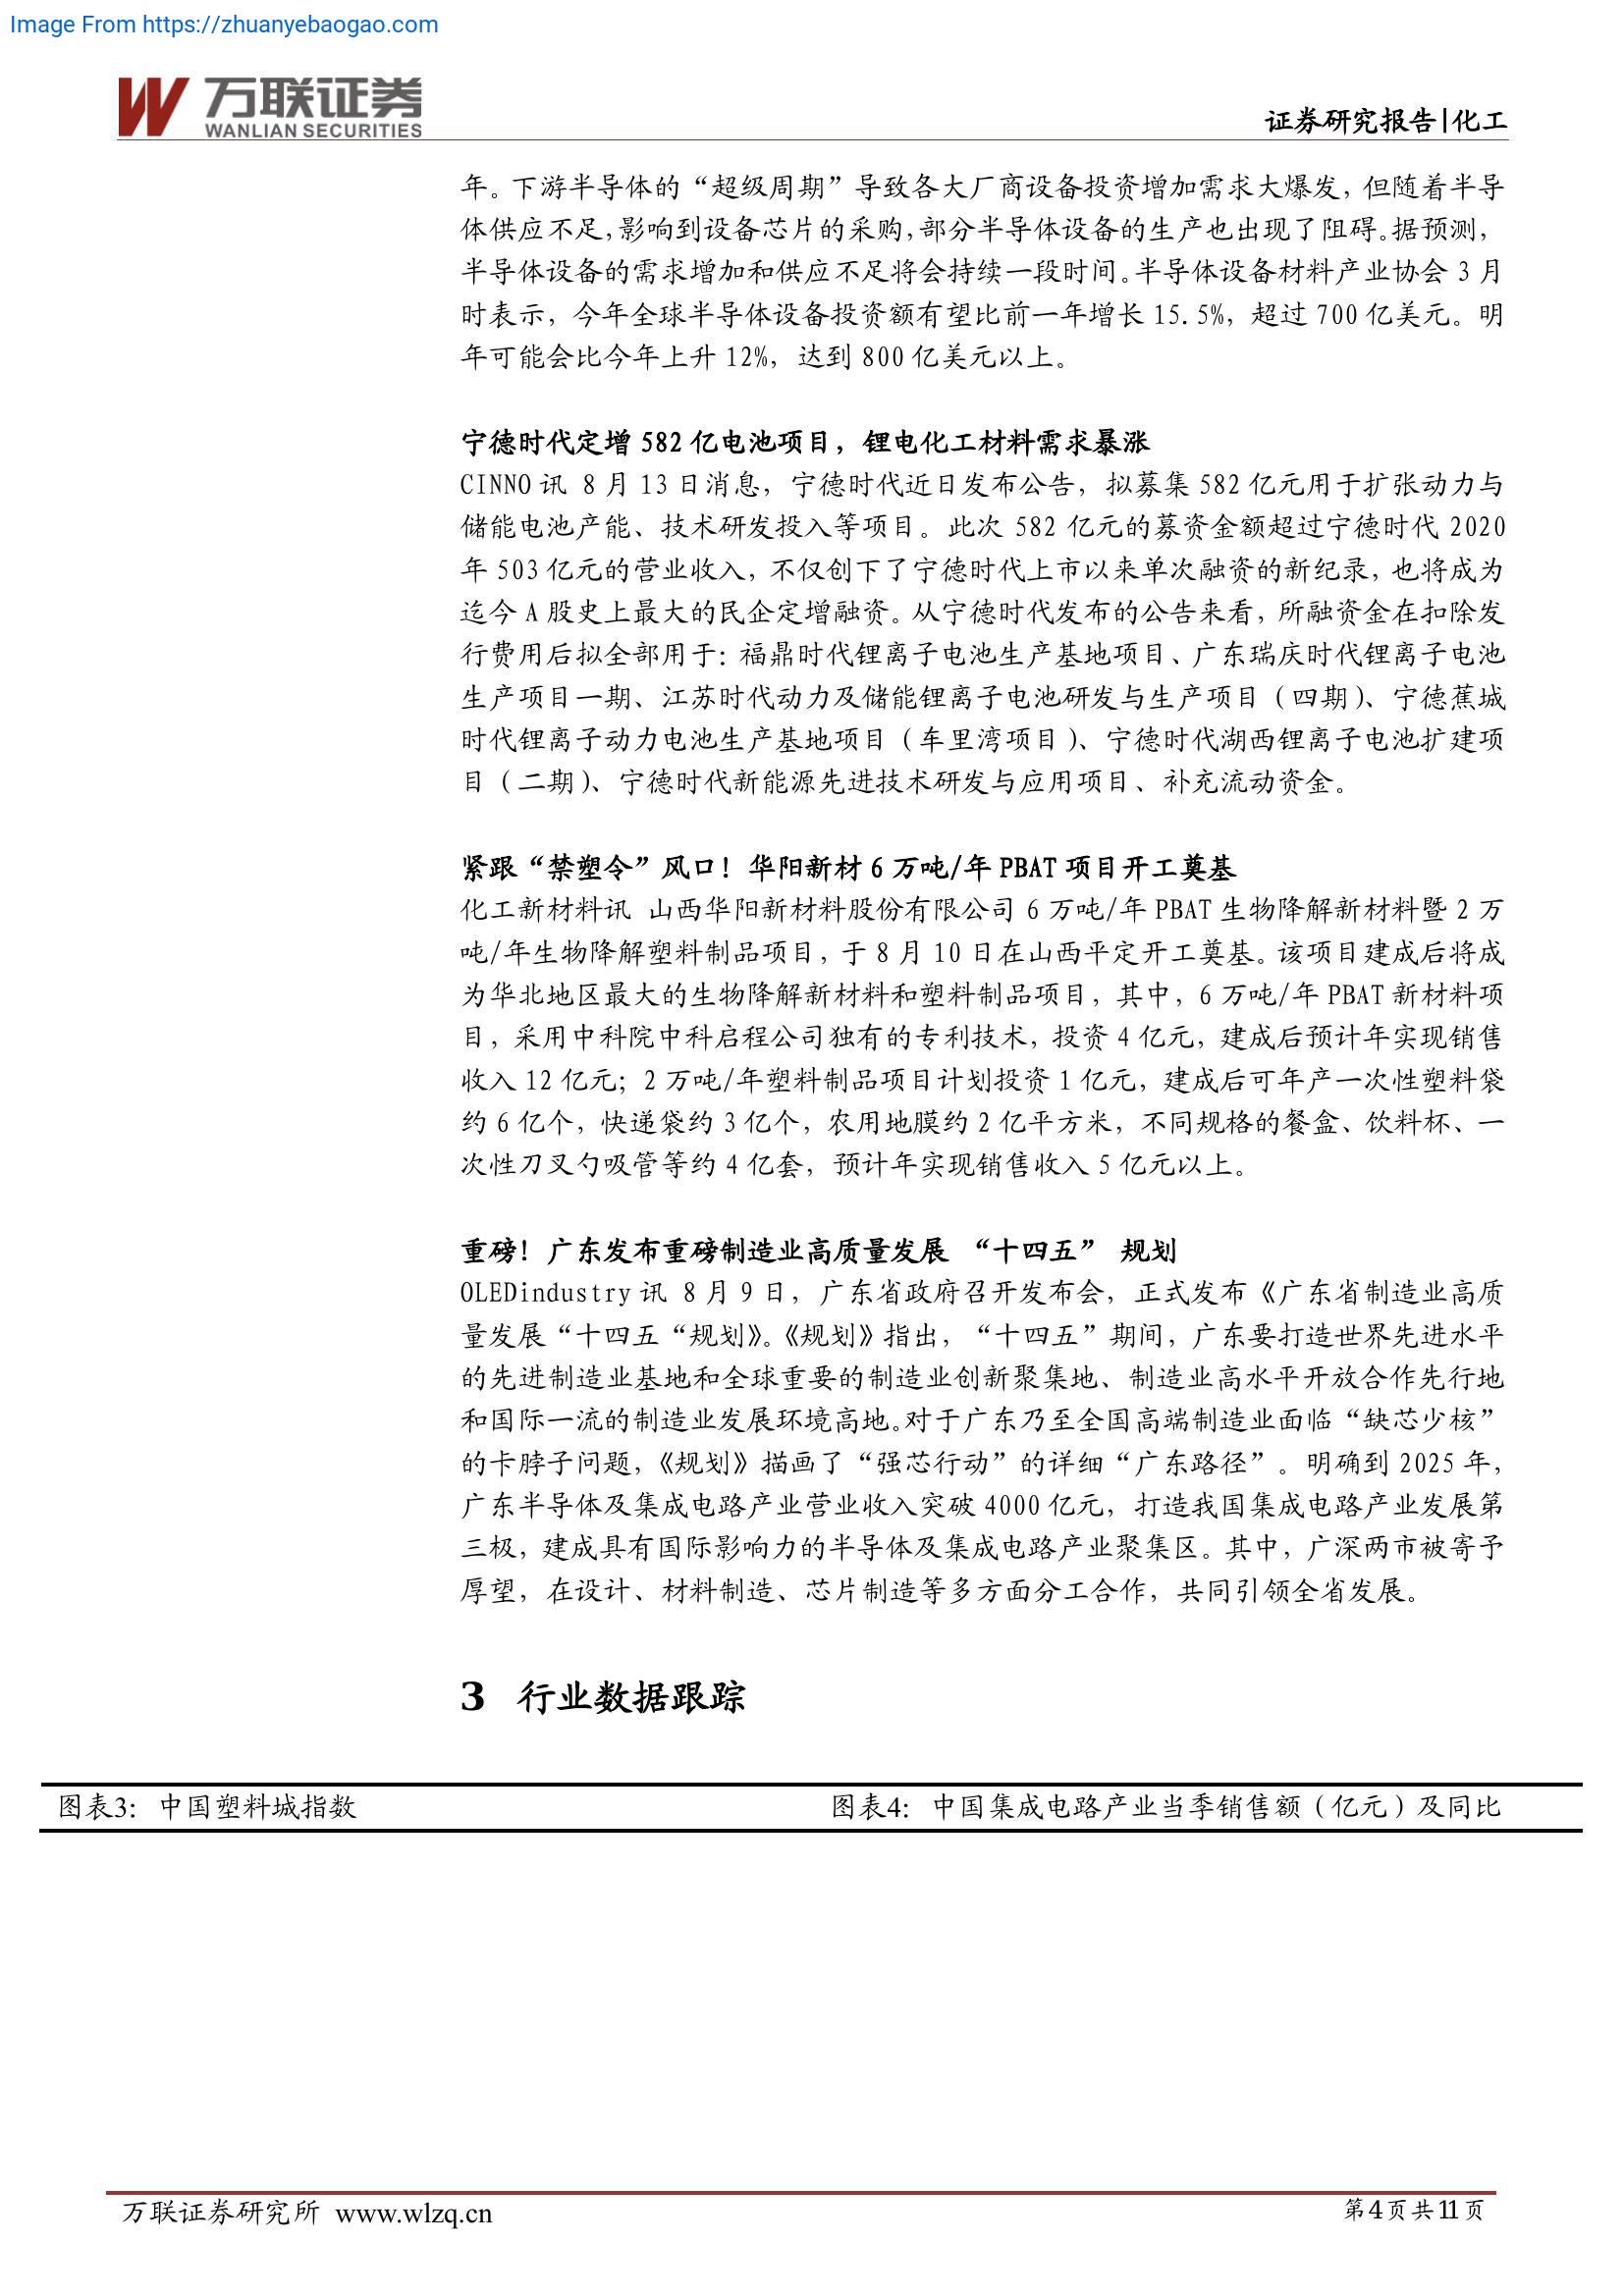 Image From https://zhuanyebaogao.com
万联证券
WANLIAN SECURITIES
证券研究报告|化工
年。下游半导体的“超级周期”导致各大厂商设备投资增加需求大爆发，但随着半导
体供应不足，影响到设备芯片的采购，部分半导体设备的生产也出现了阻碍。据预测，
半导体设备的需求增加和供应不足将会持续一段时间。半导体设备材料产业协会 3 月
时表示，今年全球半导体设备投资额有望比前一年增长 15.5%，超过 700 亿美元。明
年可能会比今年上升 12%，达到 800 亿美元以上。
宁德时代定增 582 亿电池项目，锂电化工材料需求暴涨
CINNO 讯 8 月 13 日消息，宁德时代近日发布公告，拟募集 582 亿元用于扩张动力与
储能电池产能、技术研发投入等项目。此次 582 亿元的募资金额超过宁德时代 2020
年 503 亿元的营业收入，不仅创下了宁德时代上市以来单次融资的新纪录，也将成为
迄今 A 股史上最大的民企定增融资。从宁德时代发布的公告来看，所融资金在扣除发
行费用后拟全部用于：福鼎时代锂离子电池生产基地项目、广东瑞庆时代锂离子电池
生产项目一期、江苏时代动力及储能锂离子电池研发与生产项目（四期）、宁德蕉城
时代锂离子动力电池生产基地项目（车里湾项目）、宁德时代湖西锂离子电池扩建项
目（二期）、宁德时代新能源先进技术研发与应用项目、补充流动资金。
紧跟“禁塑令”风口！华阳新材 6 万吨/年 PBAT 项目开工奠基
化工新材料讯 山西华阳新材料股份有限公司 6 万吨/年 PBAT 生物降解新材料暨 2 万
吨/年生物降解塑料制品项目，于 8 月 10 日在山西平定开工奠基。该项目建成后将成
为华北地区最大的生物降解新材料和塑料制品项目，其中，6 万吨/年 PBAT 新材料项
目，采用中科院中科启程公司独有的专利技术，投资 4 亿元，建成后预计年实现销售
收入 12 亿元；2 万吨/年塑料制品项目计划投资 1 亿元，建成后可年产一次性塑料袋
约 6 亿个，快递袋约 3 亿个，农用地膜约 2 亿平方米，不同规格的餐盒、饮料杯、一
次性刀叉勺吸管等约 4 亿套，预计年实现销售收入 5 亿元以上。
重磅！广东发布重磅制造业高质量发展 “十四五” 规划
OLEDindustry 讯 8 月 9 日，广东省政府召开发布会，正式发布《广东省制造业高质
量发展“十四五“规划》。《规划》指出，“十四五”期间，广东要打造世界先进水平
的先进制造业基地和全球重要的制造业创新聚集地、制造业高水平开放合作先行地
和国际一流的制造业发展环境高地。对于广东乃至全国高端制造业面临“缺芯少核”
的卡脖子问题，《规划》描画了“强芯行动”的详细“广东路径”。明确到 2025 年，
广东半导体及集成电路产业营业收入突破 4000 亿元，打造我国集成电路产业发展第
三极，建成具有国际影响力的半导体及集成电路产业聚集区。其中，广深两市被寄予
厚望，在设计、材料制造、芯片制造等多方面分工合作，共同引领全省发展。
3 行业数据跟踪
图表3：中国塑料城指数
图表4：中国集成电路产业当季销售额（亿元）及同比
万联证券研究所 www.wlzq.cn
第 4 页 共 11 页